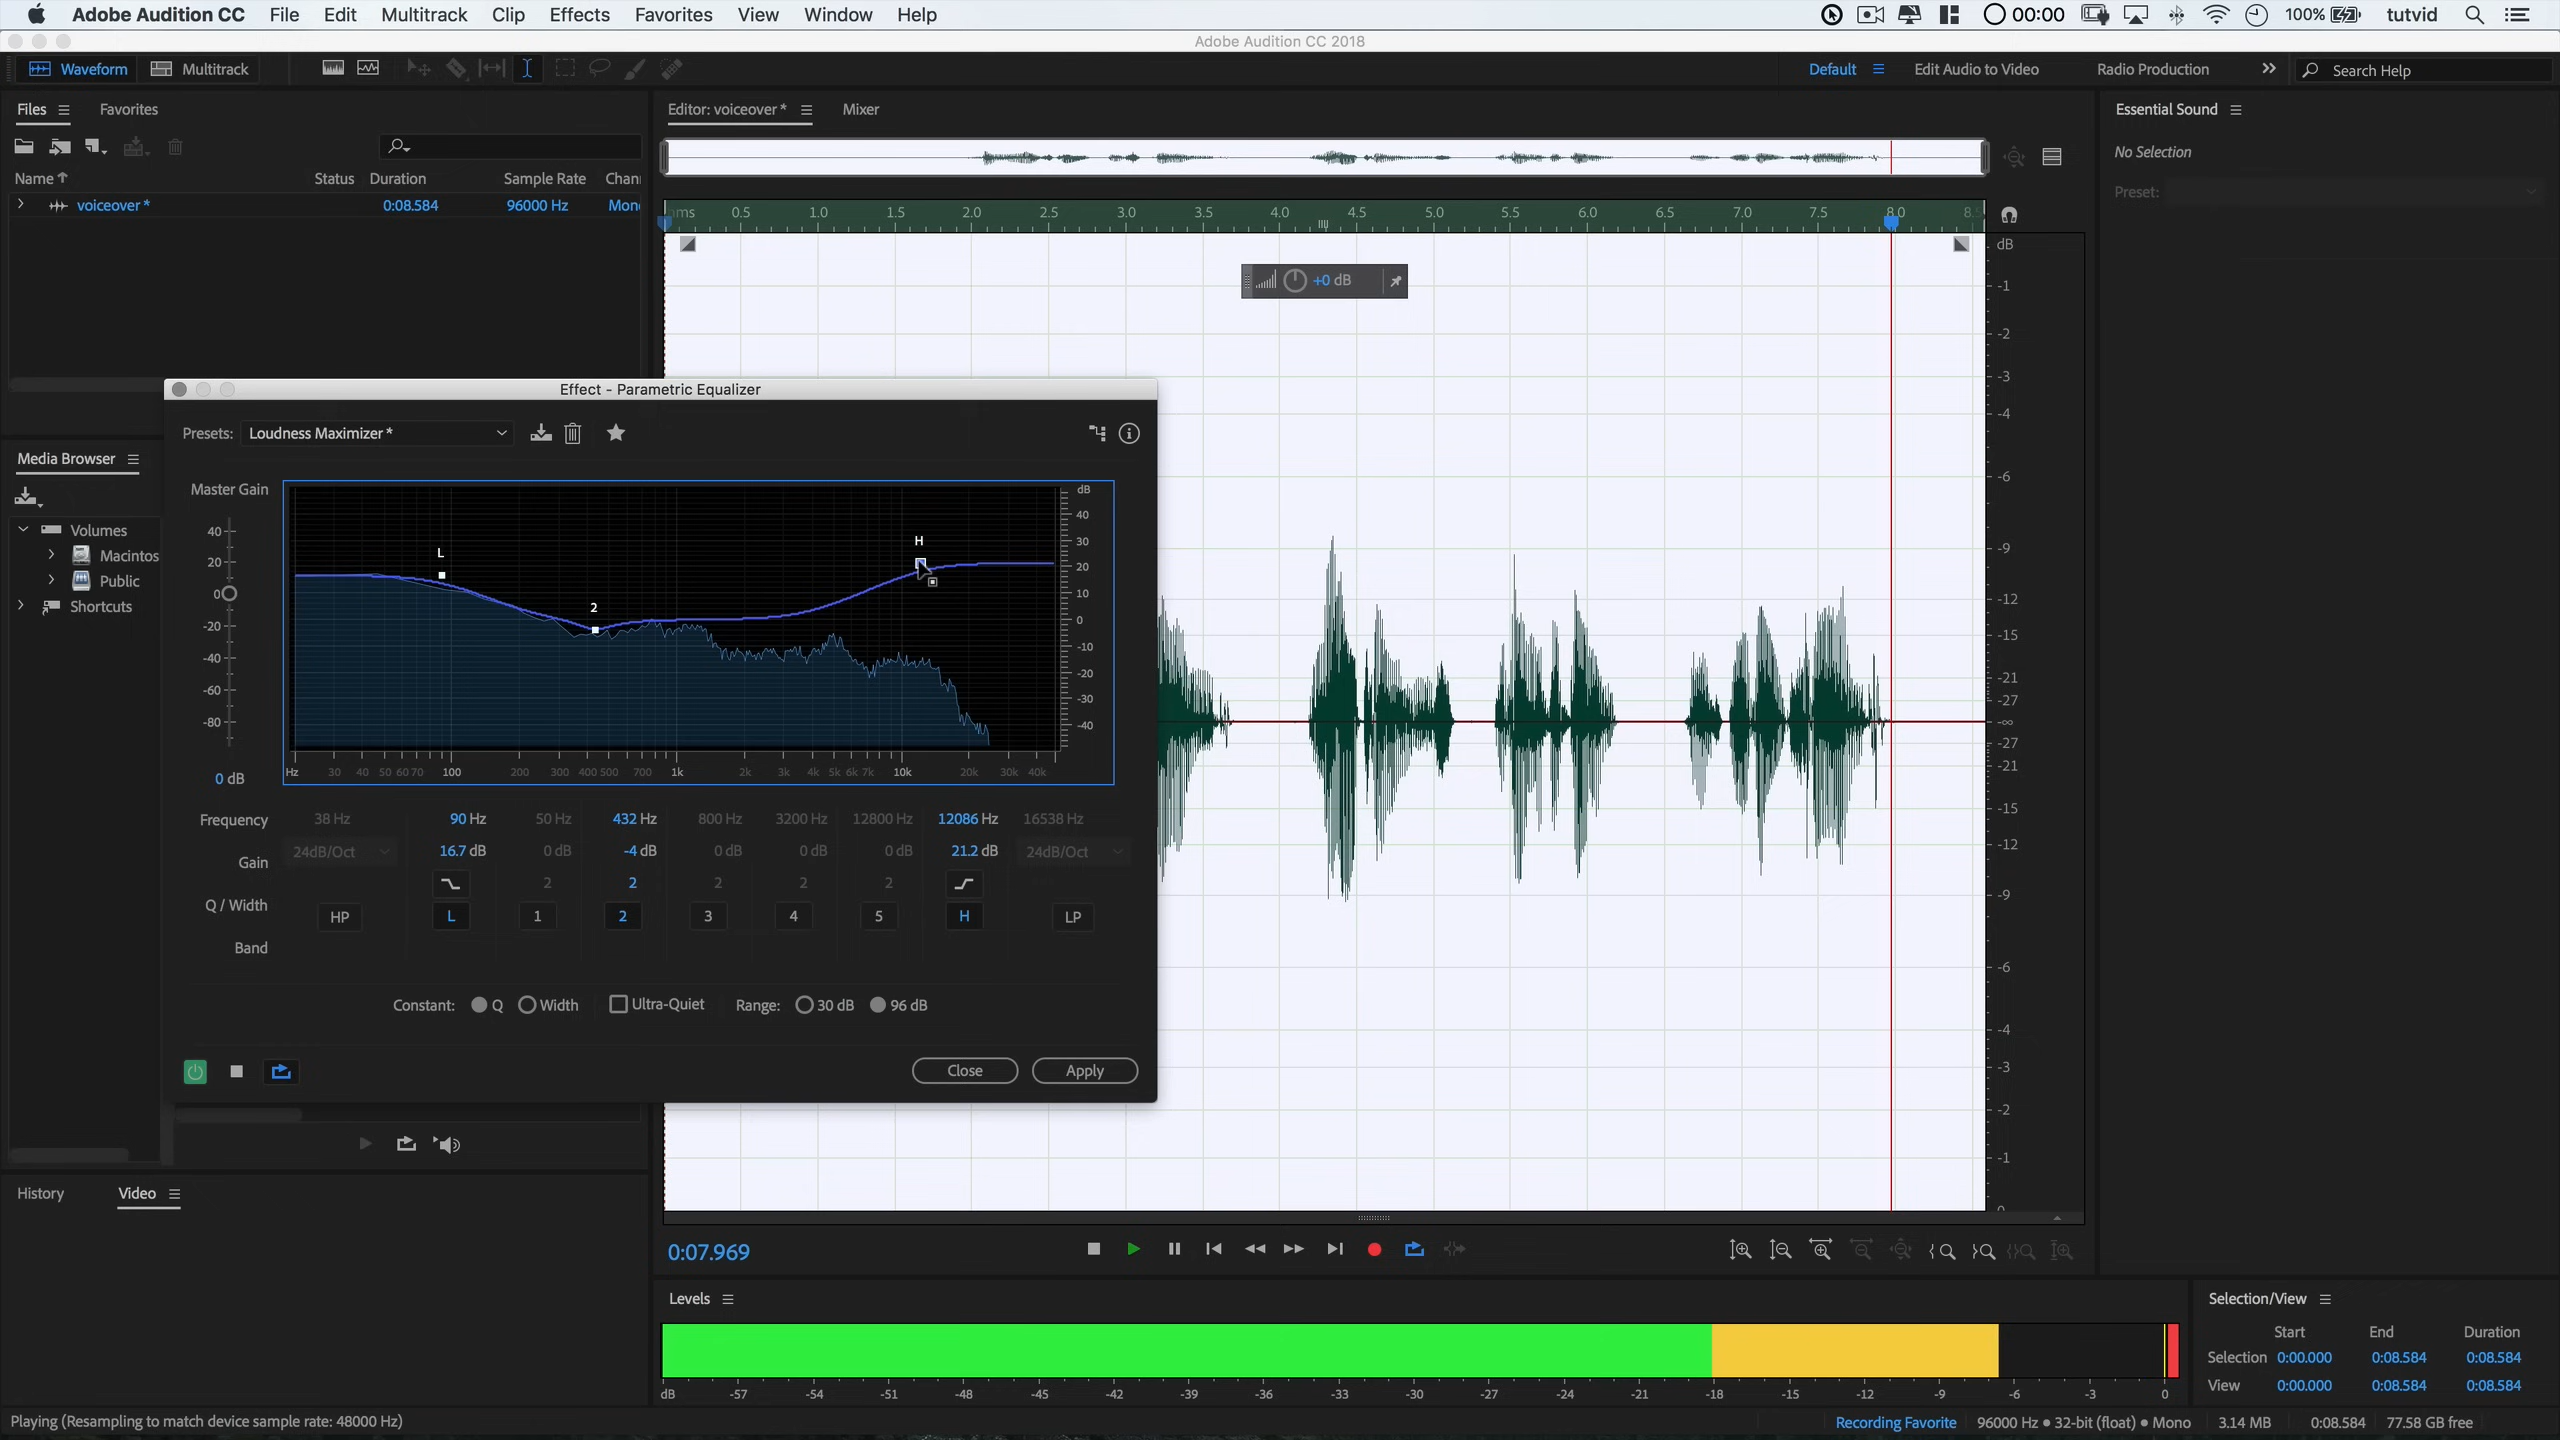 Adobe Audition CC File Edit Multitrack Clip Effects Favorites View Window Help 00:00 100% tutvid
Adobe Audition CC 2018
Waveform Multitrack Default Edit Audio to Video Radio Production Search Help
Files Favorites Editor: voiceover * Mixer Essential Sound
No Selection
Name Status Duration Sample Rate Chan
Preset:
voiceover * 0:08.584 96000 Hz Mon
hms 0.5 1.0 1.5 2.0 2.5 3.0 3.5 4.0 4.5 5.0 5.5 6.0 6.5 7.0 7.5 8.0 8.5
dB
+0 dB
-1
-2
-3
-4
-6
-9
-12
-15
-21
-27
-∞
-27
-21
-15
-12
-9
-6
-4
-3
-2
-1
0
Effect - Parametric Equalizer
Presets: Loudness Maximizer *
Media Browser
Volumes
Macintos
Public
Shortcuts
Master Gain
40
20
0
-20
-40
-60
-80
0 dB
L
2
H
dB
40
30
20
10
0
-10
-20
-30
-40
Hz 30 40 50 60 70 100 200 300 400 500 700 1k 2k 3k 4k 5k 6k 7k 10k 20k 30k 40k
Frequency 38 Hz 90 Hz 50 Hz 432 Hz 800 Hz 3200 Hz 12800 Hz 12086 Hz 16538 Hz
Gain 24dB/Oct 16.7 dB 0 dB -4 dB 0 dB 0 dB 0 dB 21.2 dB 24dB/Oct
Q / Width 2 2 2 2 2
Band HP L 1 2 3 4 5 H LP
Constant: Q Width Ultra-Quiet Range: 30 dB 96 dB
Close Apply
History Video
0:07.969
Levels
dB -57 -54 -51 -48 -45 -42 -39 -36 -33 -30 -27 -24 -21 -18 -15 -12 -9 -6 -3 0
Selection/View
Start End Duration
Selection 0:00.000 0:08.584 0:08.584
View 0:00.000 0:08.584 0:08.584
Playing (Resampling to match device sample rate: 48000 Hz) Recording Favorite 96000 Hz ● 32-bit (float) ● Mono 3.14 MB 0:08.584 77.58 GB free